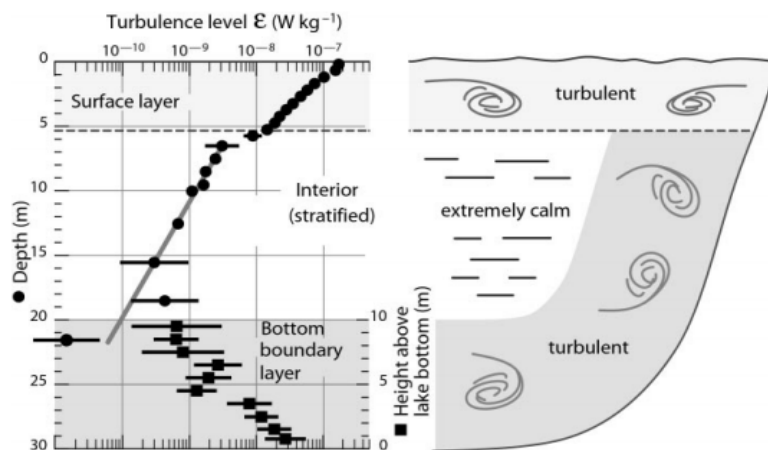 Turbulence level ε (W kg⁻¹)
10⁻¹⁰ 10⁻⁹ 10⁻⁸ 10⁻⁷
0
5
10
15
20
25
30
Depth (m)
Surface layer
Interior
(stratified)
Bottom
boundary
layer
10
5
0
Height above
lake bottom (m)
turbulent
extremely calm
turbulent